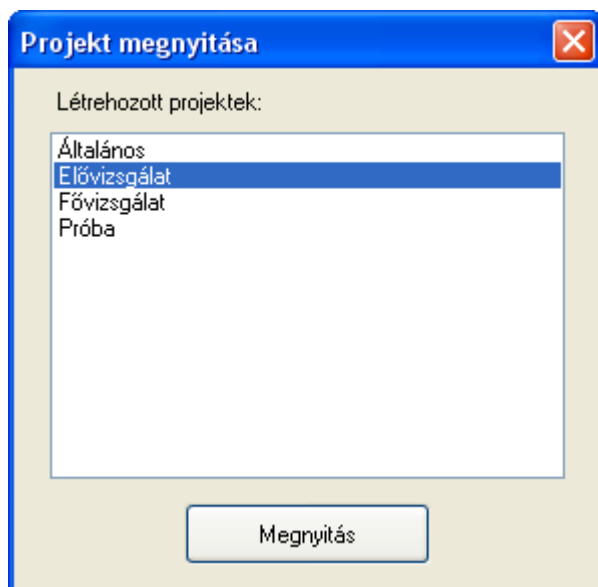 Projekt megnyitása
Létrehozott projektek:
Általános
Elővizsgálat
Fővizsgálat
Próba
Megnyitás